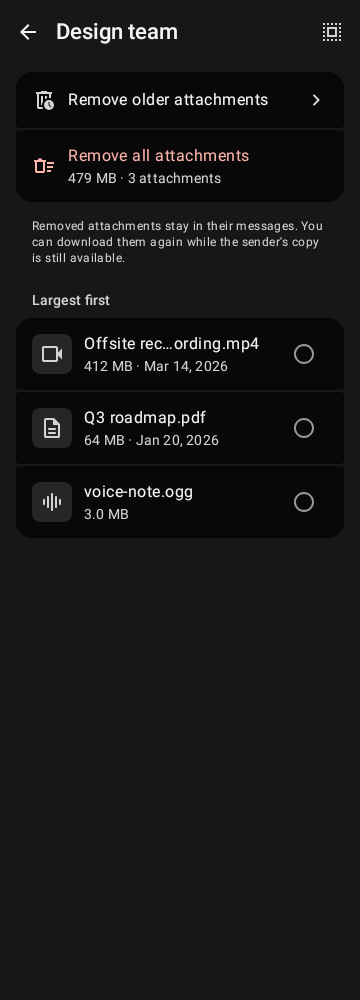 Design team
Remove older attachments
Remove all attachments
479 MB · 3 attachments
Removed attachments stay in their messages. You
can download them again while the sender's copy
is still available.
Largest first
Offsite rec…ording.mp4
412 MB · Mar 14, 2026
Q3 roadmap.pdf
64 MB · Jan 20, 2026
voice-note.ogg
3.0 MB